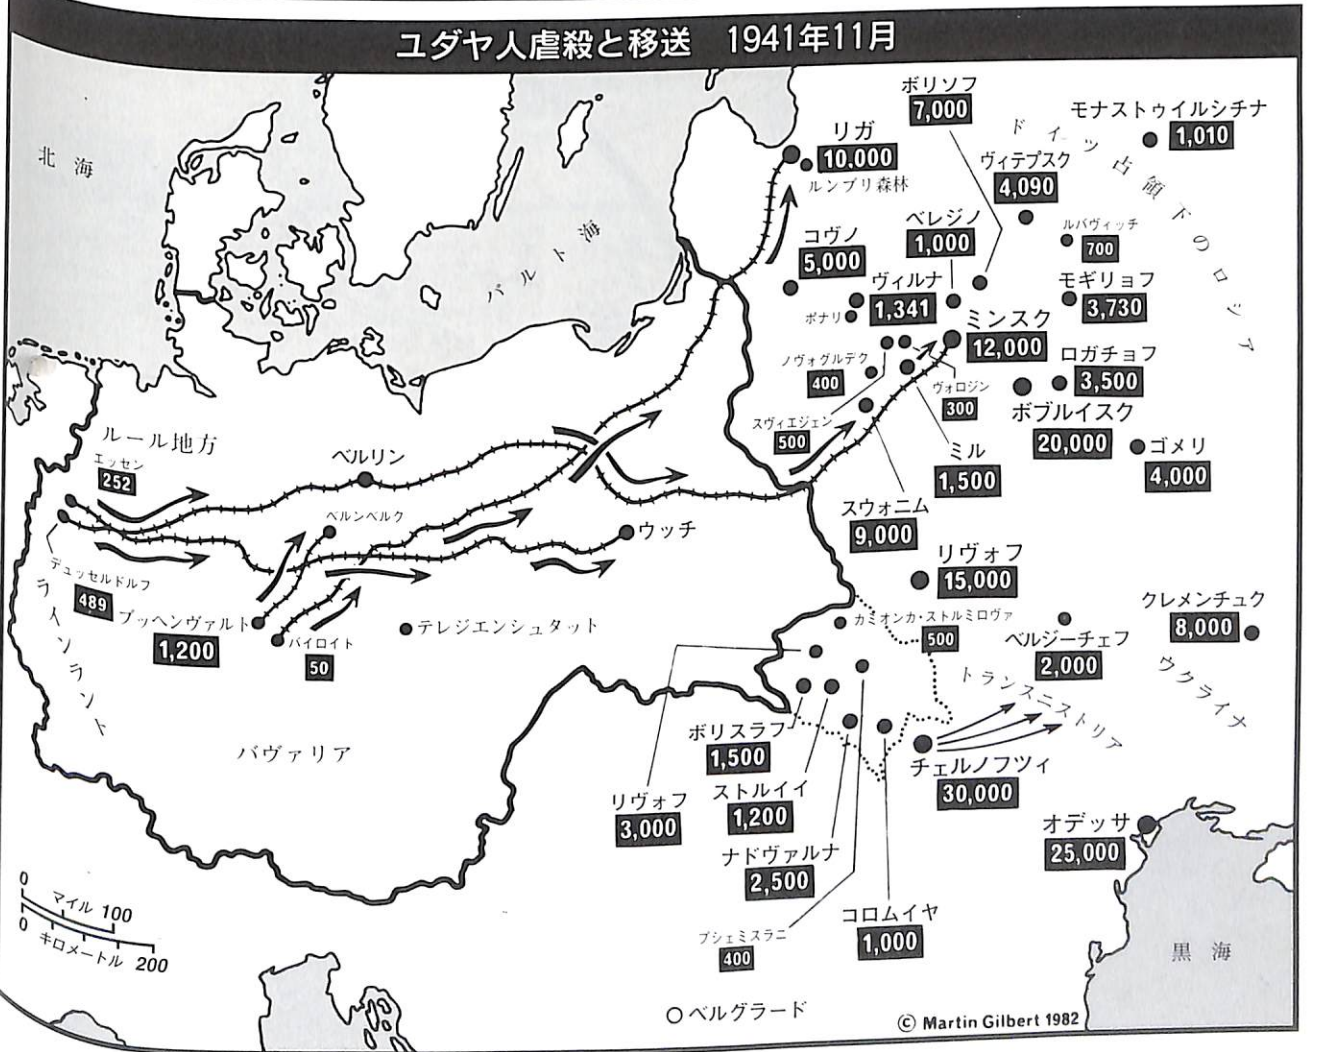 ユダヤ人虐殺と移送 1941年11月
北海
バルト海
ドイツ占領下のロシア
ボリソフ
7,000
モナストゥイルシチナ
1,010
リガ
10,000
ルンブリ森林
ヴィテプスク
4,090
ベレジノ
1,000
ルバヴィッチ
700
コヴノ
5,000
ヴィルナ
1,341
ポナリ
モギリョフ
3,730
ミンスク
12,000
ノヴォグルデク
400
ヴォロジン
300
ロガチョフ
3,500
ボブルイスク
20,000
スヴィエジェン
500
ミル
1,500
ゴメリ
4,000
スウォニム
9,000
ルール地方
エッセン
252
ベルリン
ベルンベルク
ウッチ
デュッセルドルフ
489
ラインラント
ブッヘンヴァルト
1,200
バイロイト
50
テレジエンシュタット
バヴァリア
リヴォフ
15,000
カミオンカ・ストルミロヴァ
500
ベルジーチェフ
2,000
クレメンチュク
8,000
ウクライナ
トランスニストリア
ボリスラフ
1,500
チェルノフツィ
30,000
リヴォフ
3,000
ストルイイ
1,200
ナドヴァルナ
2,500
オデッサ
25,000
プシェミスラニ
400
コロムイヤ
1,000
黒海
0 マイル 100
0 キロメートル 200
ベルグラード
© Martin Gilbert 1982